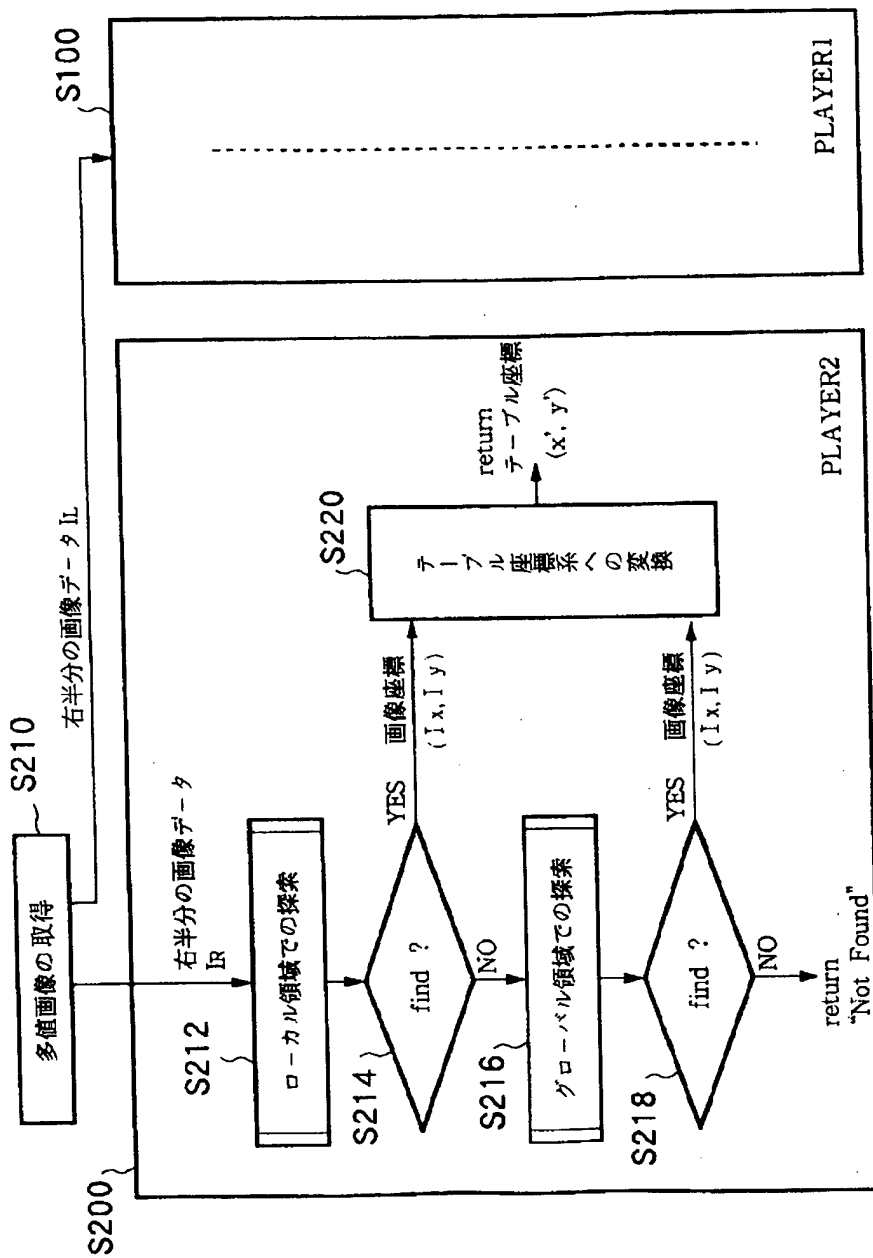 S210
多値画像の取得
右半分の画像データ IL
S100
PLAYER1
S200
右半分の画像データ
IR
S212
ローカル領域での探索
S214
find ?
YES
画像座標
(Ix, Iy)
NO
S216
グローバル領域での探索
S218
find ?
YES
画像座標
(Ix, Iy)
NO
return
“Not Found”
S220
テーブル座標系への変換
return
テーブル座標
(x', y')
PLAYER2